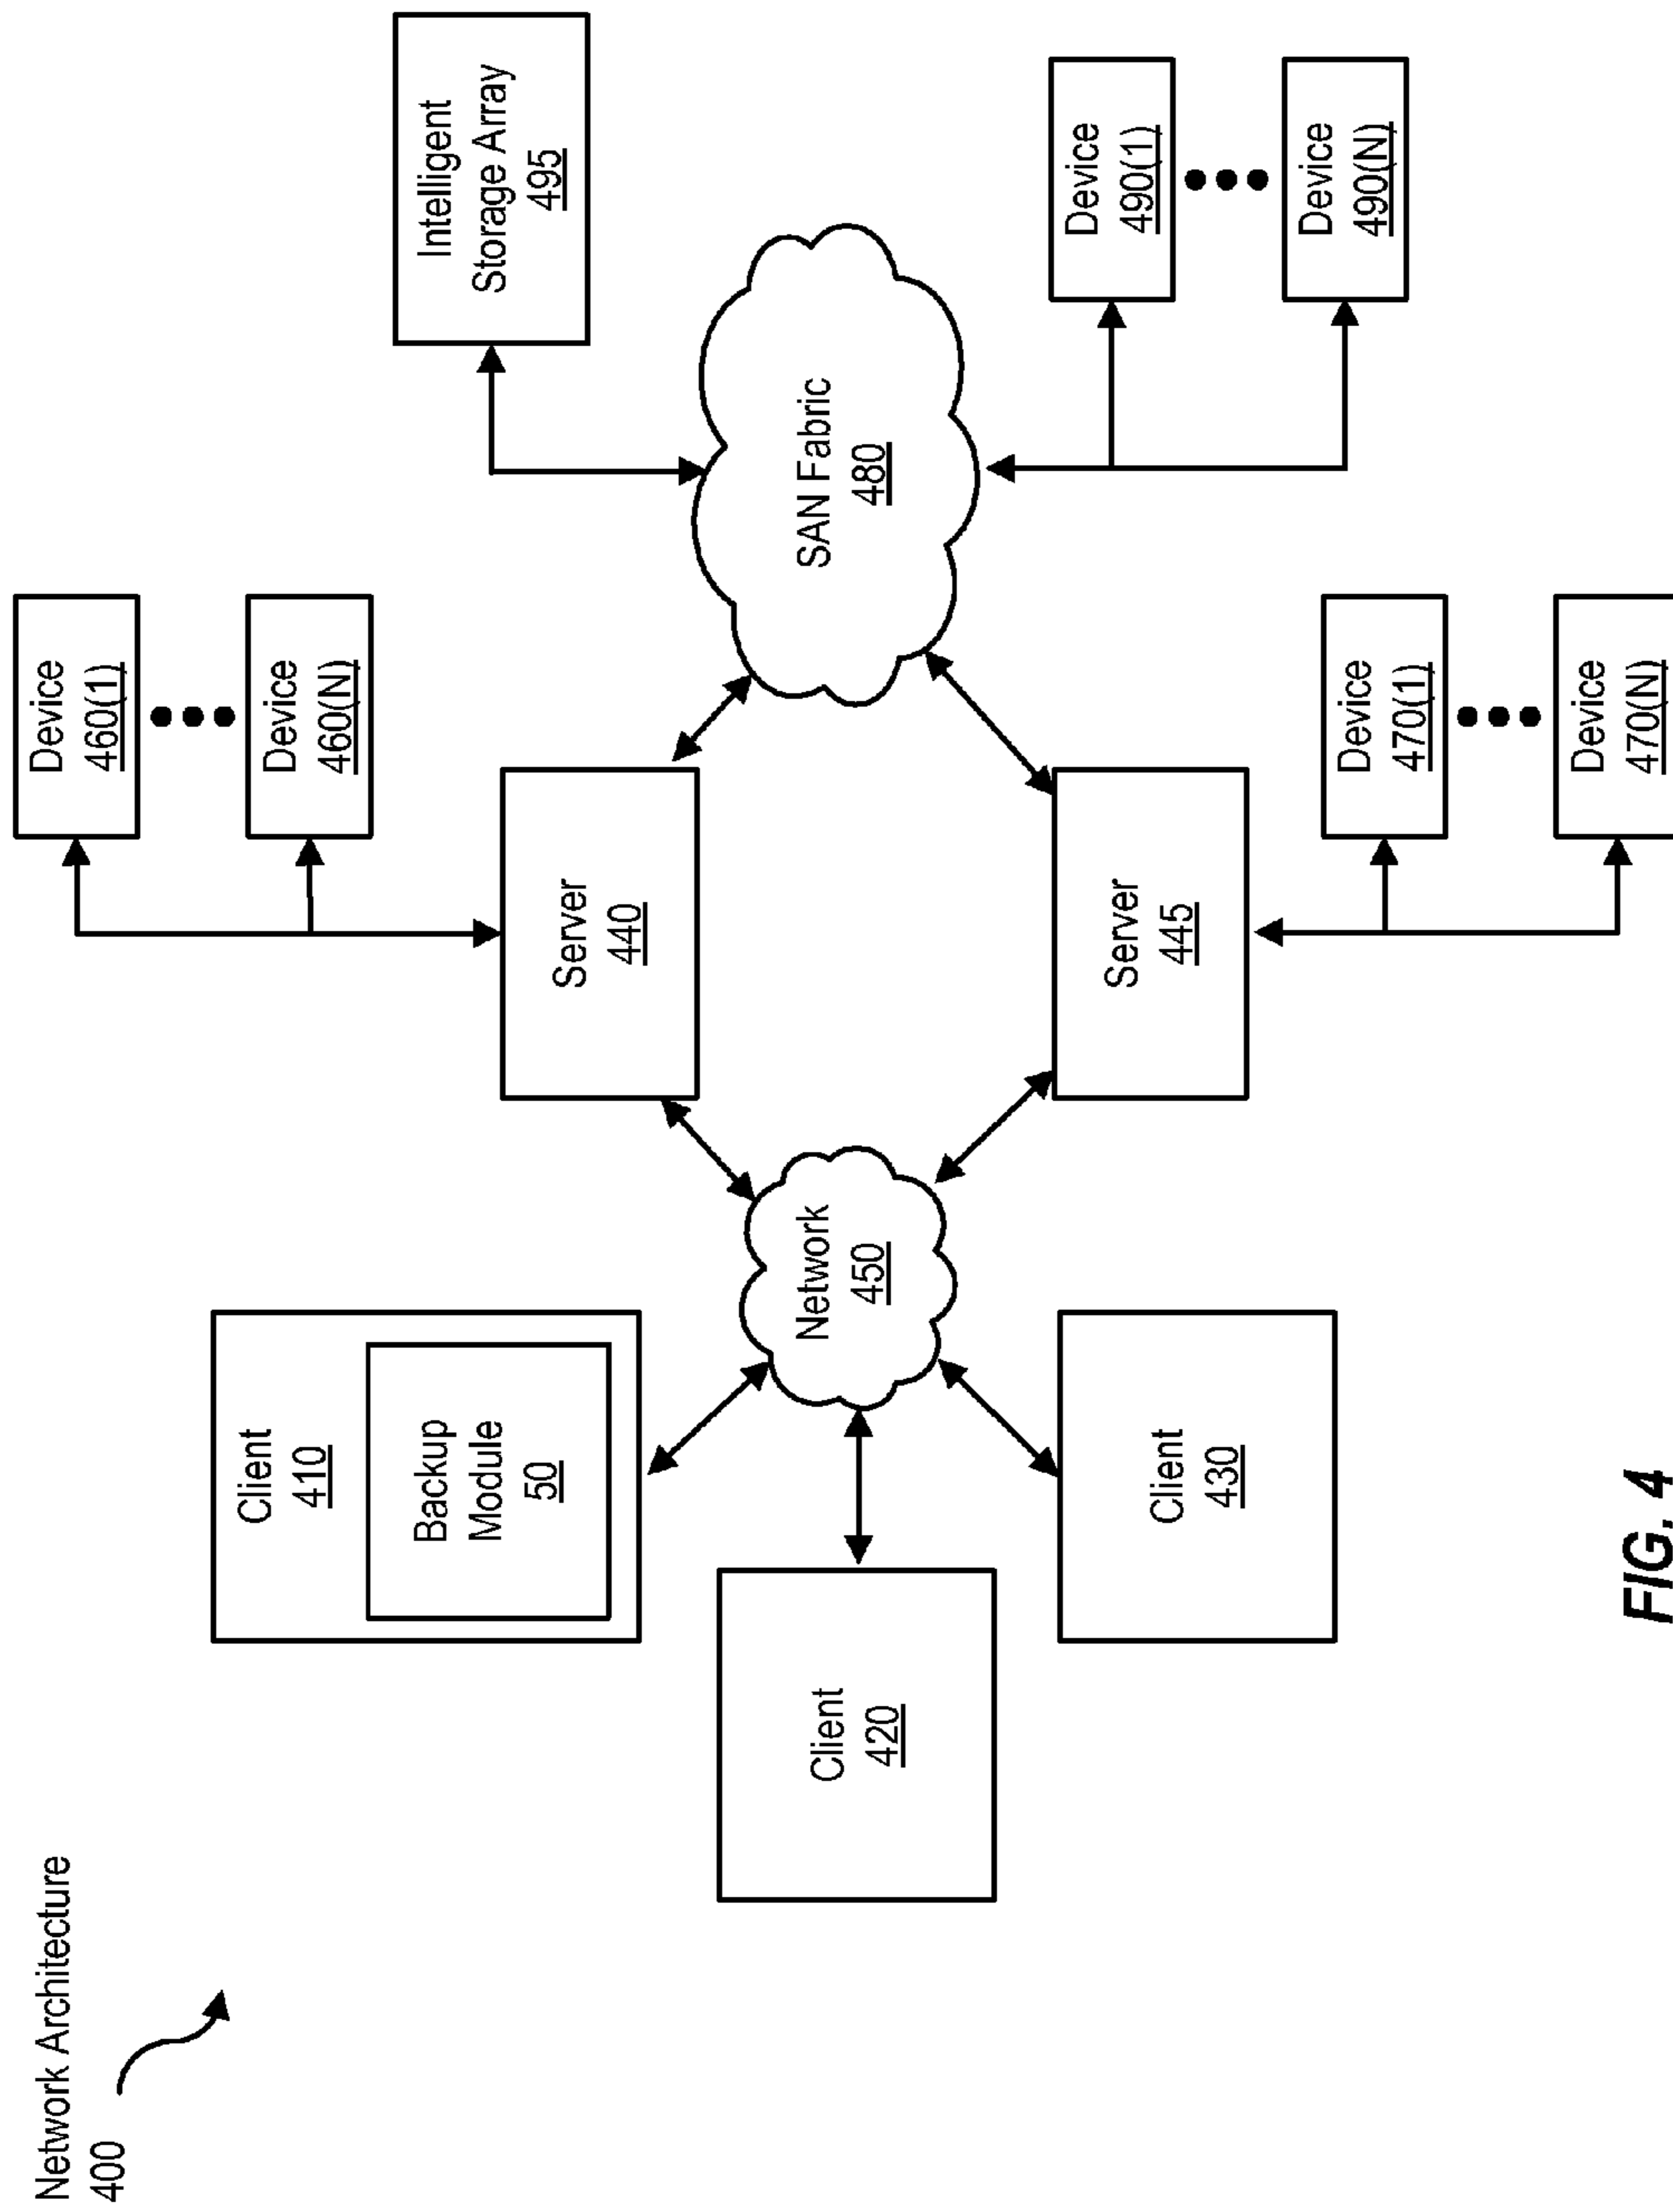 Network Architecture
400
Client
410
Backup
Module
50
Client
420
Client
430
Network
450
Server
440
Server
445
Device
460(1)
Device
460(N)
Device
470(1)
Device
470(N)
SAN Fabric
480
Intelligent
Storage Array
495
Device
490(1)
Device
490(N)
FIG. 4